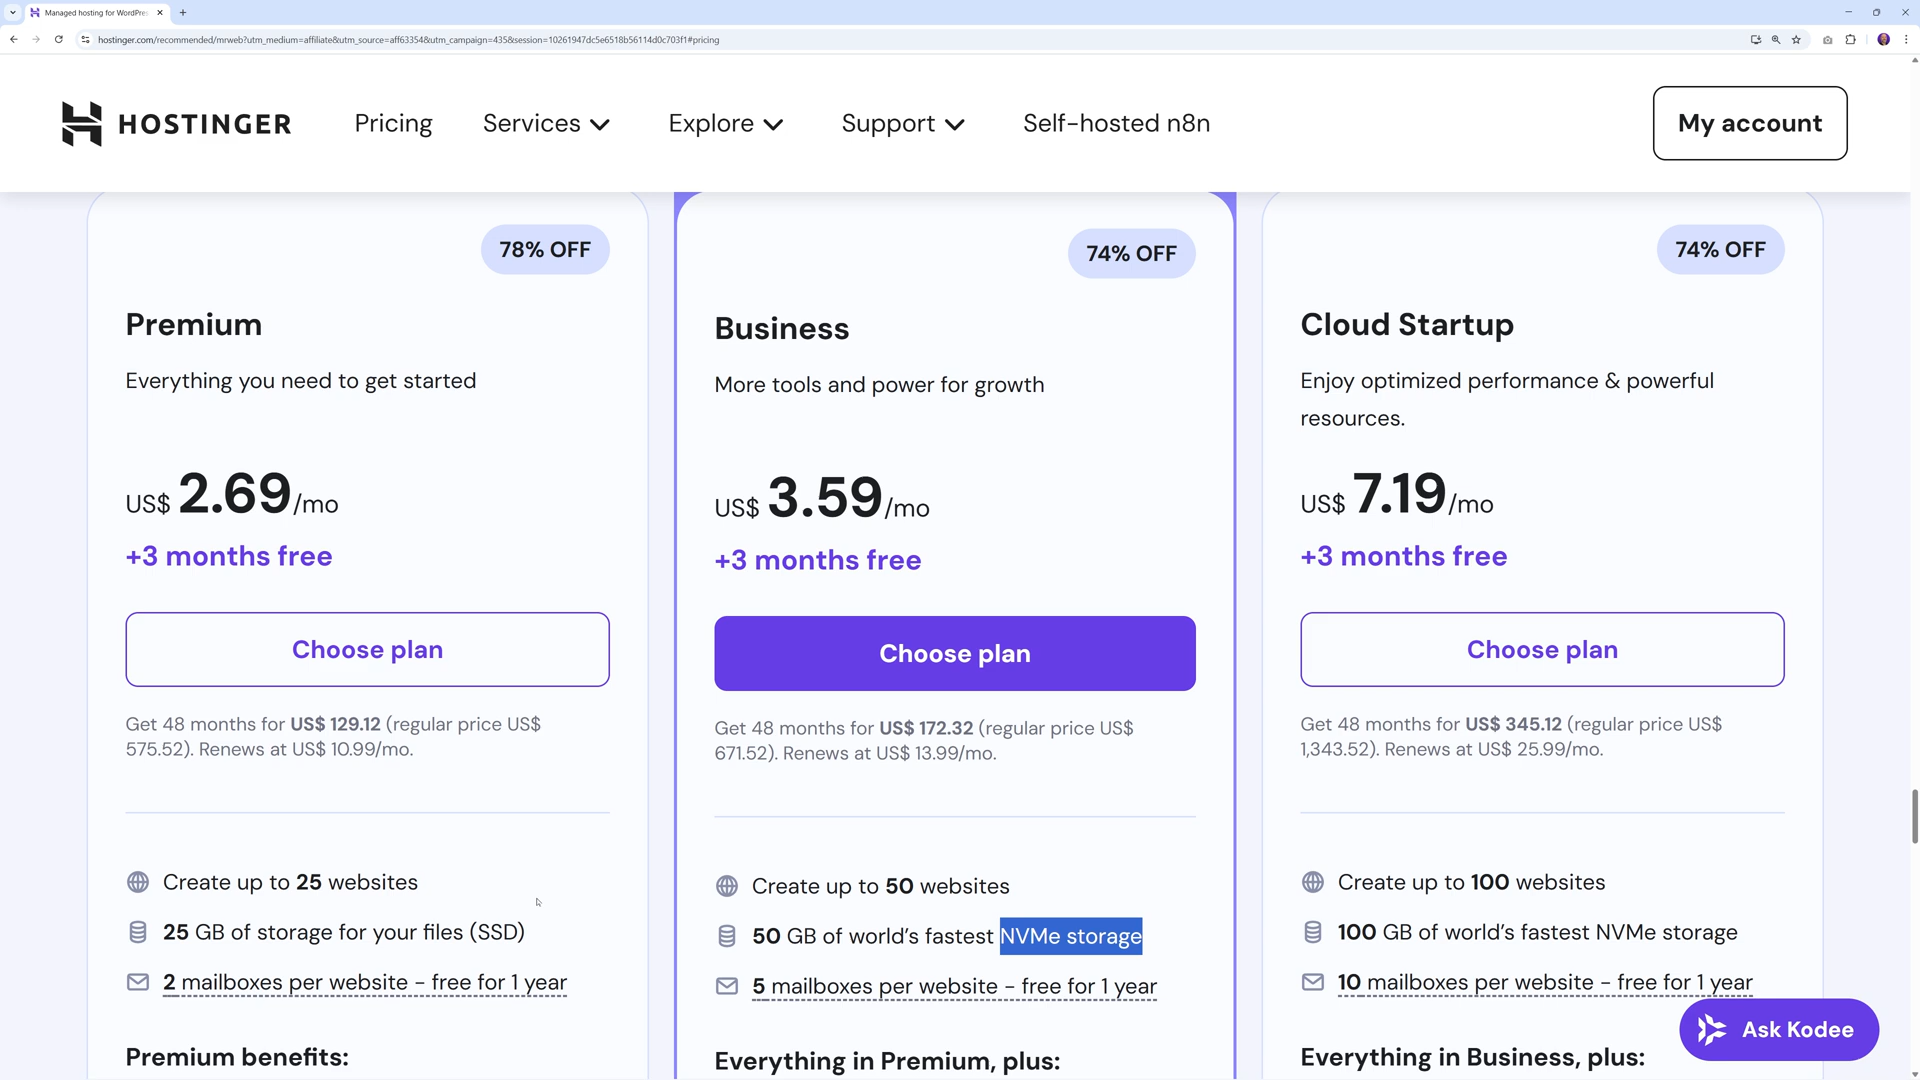 Managed hosting for WordPre
hostinger.com/recommended/mrweb?utm_medium=affiliate&utm_source=aff63354&utm_campaign=435&session=10261947dc5e6518b56114d0c703f1#pricing
HOSTINGER
Pricing
Services
Explore
Support
Self-hosted n8n
My account
78% OFF
Premium
Everything you need to get started
US$ 2.69/mo
+3 months free
Choose plan
Get 48 months for US$ 129.12 (regular price US$
575.52). Renews at US$ 10.99/mo.
Create up to 25 websites
25 GB of storage for your files (SSD)
2 mailboxes per website – free for 1 year
Premium benefits:
74% OFF
Business
More tools and power for growth
US$ 3.59/mo
+3 months free
Choose plan
Get 48 months for US$ 172.32 (regular price US$
671.52). Renews at US$ 13.99/mo.
Create up to 50 websites
50 GB of world's fastest NVMe storage
5 mailboxes per website – free for 1 year
Everything in Premium, plus:
74% OFF
Cloud Startup
Enjoy optimized performance & powerful
resources.
US$ 7.19/mo
+3 months free
Choose plan
Get 48 months for US$ 345.12 (regular price US$
1,343.52). Renews at US$ 25.99/mo.
Create up to 100 websites
100 GB of world's fastest NVMe storage
10 mailboxes per website – free for 1 year
Everything in Business, plus:
Ask Kodee